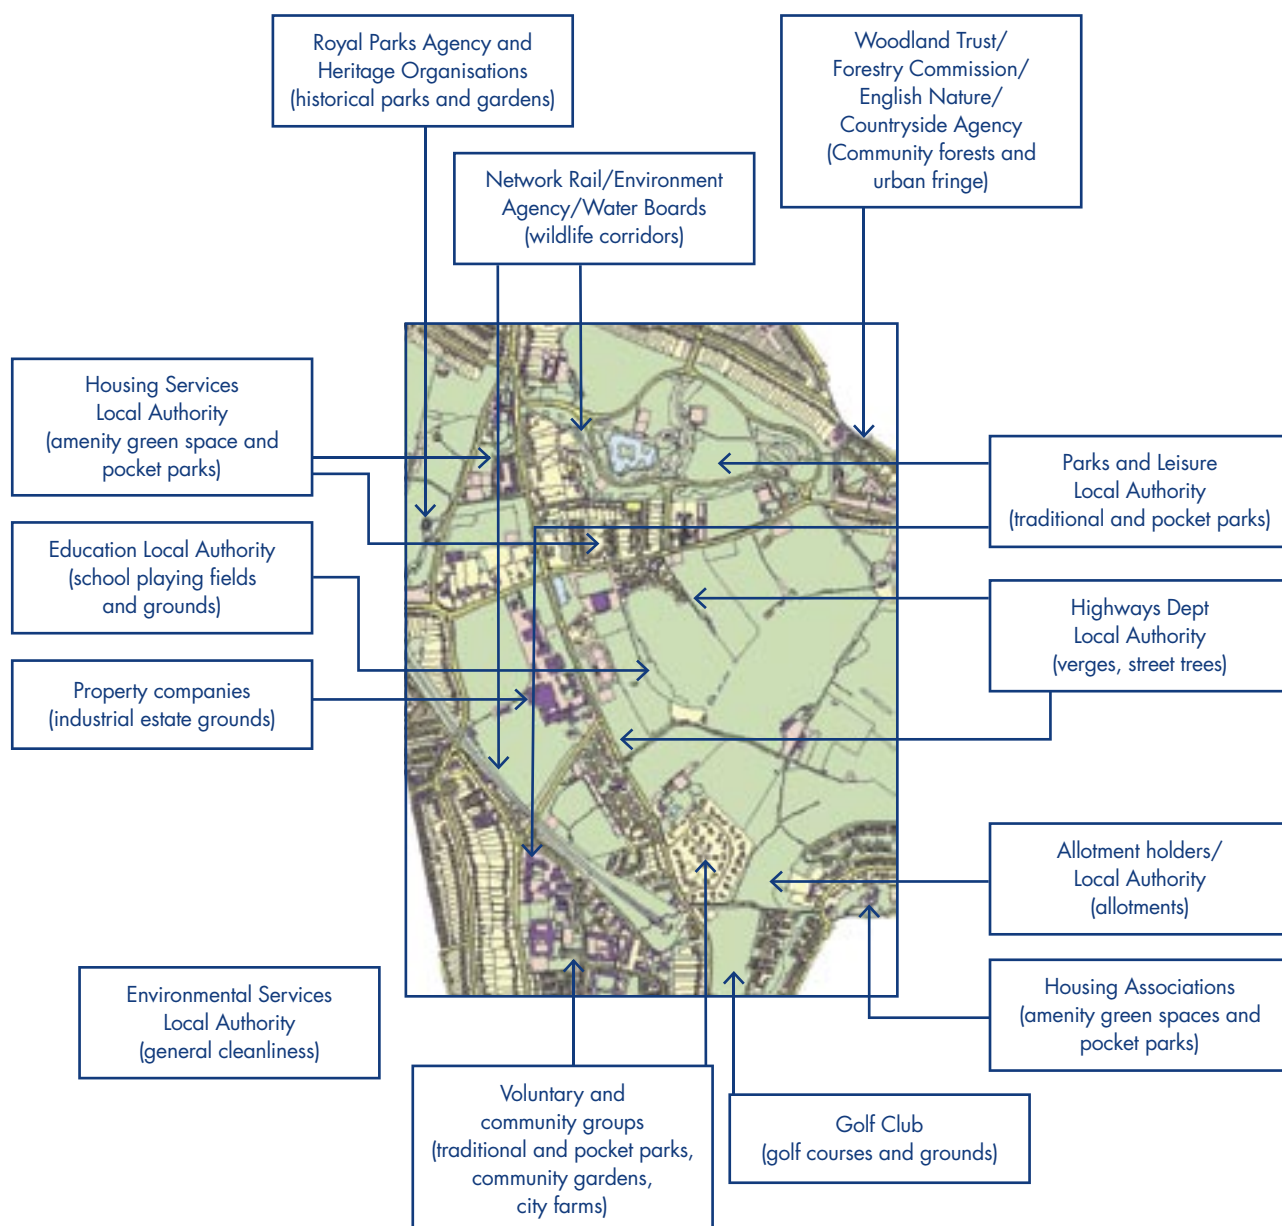 Royal Parks Agency and
Heritage Organisations
(historical parks and gardens)
Woodland Trust/
Forestry Commission/
English Nature/
Countryside Agency
(Community forests and
urban fringe)
Network Rail/Environment
Agency/Water Boards
(wildlife corridors)
Housing Services
Local Authority
(amenity green space and
pocket parks)
Parks and Leisure
Local Authority
(traditional and pocket parks)
Education Local Authority
(school playing fields
and grounds)
Highways Dept
Local Authority
(verges, street trees)
Property companies
(industrial estate grounds)
Allotment holders/
Local Authority
(allotments)
Environmental Services
Local Authority
(general cleanliness)
Housing Associations
(amenity green spaces and
pocket parks)
Voluntary and
community groups
(traditional and pocket parks,
community gardens,
city farms)
Golf Club
(golf courses and grounds)